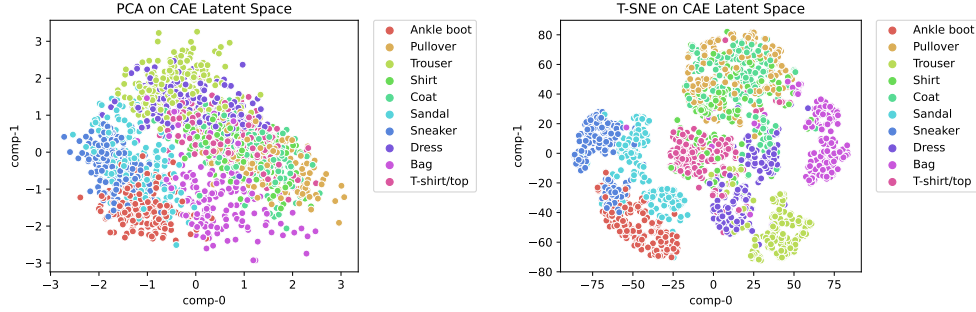 PCA on CAE Latent Space
comp-1
3
2
1
0
−1
−2
−3
−3 −2 −1 0 1 2 3
comp-0
Ankle boot
Pullover
Trouser
Shirt
Coat
Sandal
Sneaker
Dress
Bag
T-shirt/top
T-SNE on CAE Latent Space
comp-1
80
60
40
20
0
−20
−40
−60
−80
−75 −50 −25 0 25 50 75
comp-0
Ankle boot
Pullover
Trouser
Shirt
Coat
Sandal
Sneaker
Dress
Bag
T-shirt/top